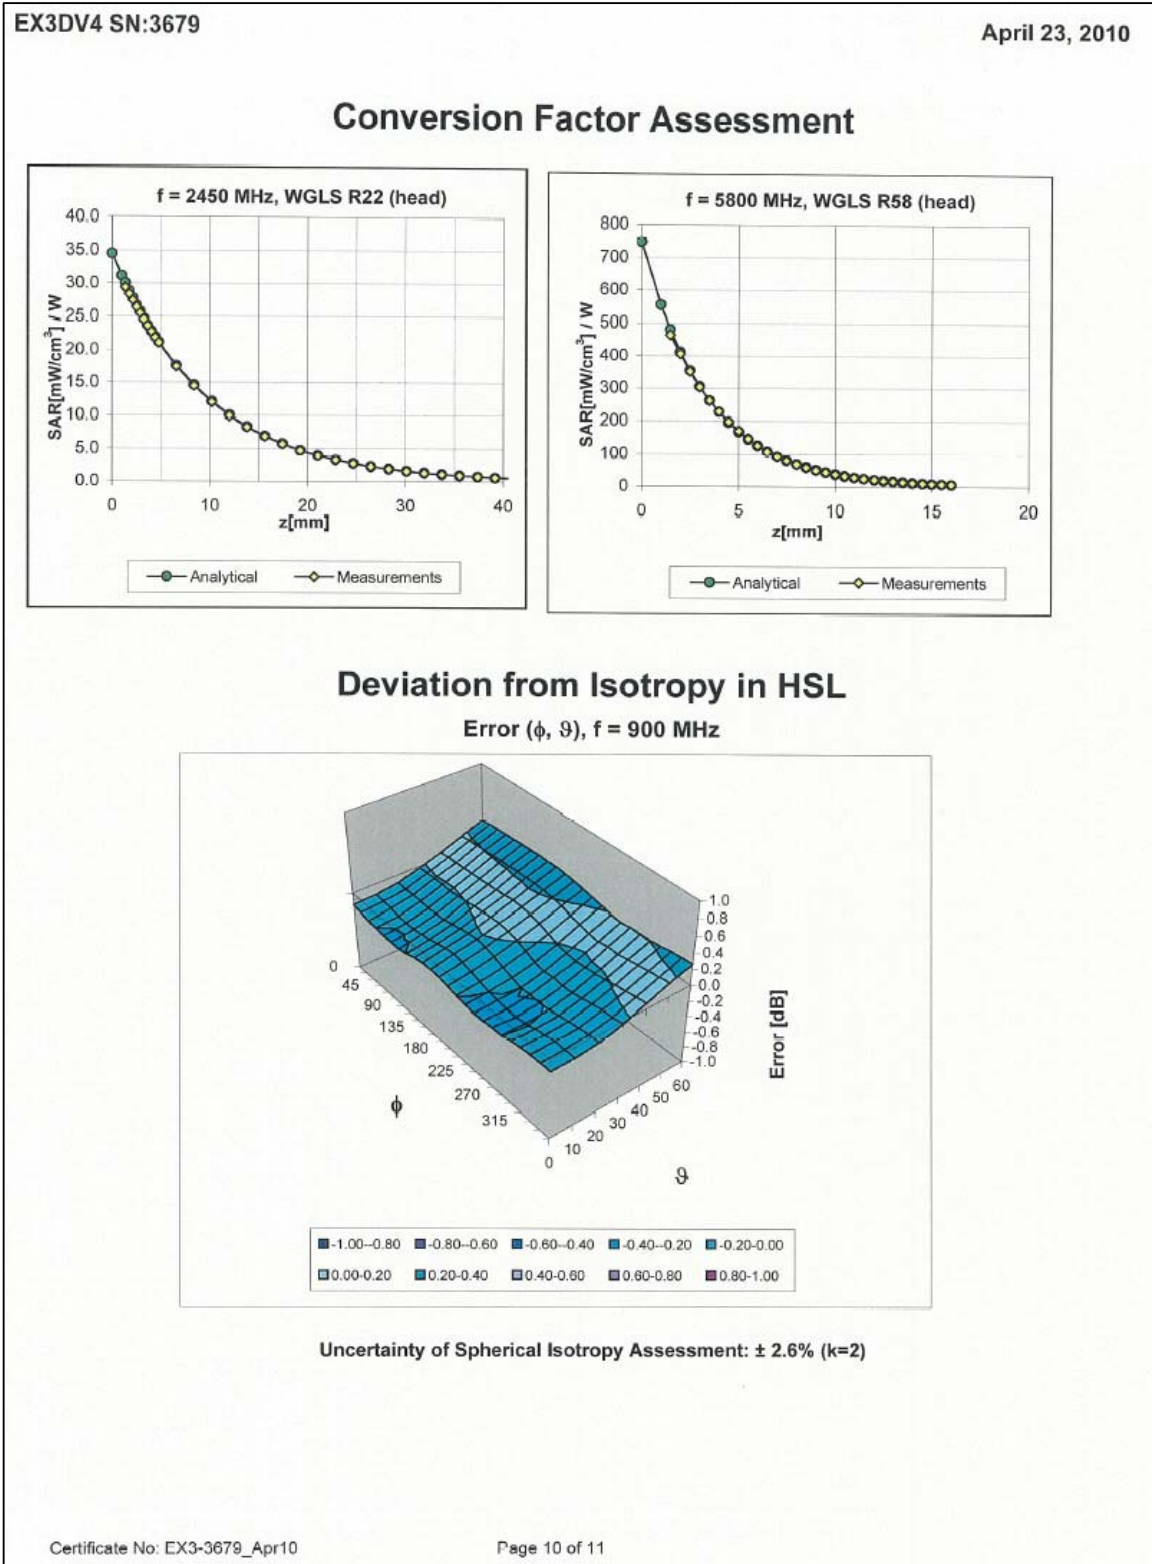 EX3DV4 SN:3679
April 23, 2010
Conversion Factor Assessment
f = 2450 MHz, WGLS R22 (head)
40.0
35.0
30.0
25.0
20.0
15.0
10.0
5.0
0.0
SAR[mW/cm³] / W
0 10 20 30 40
z[mm]
Analytical Measurements
f = 5800 MHz, WGLS R58 (head)
800
700
600
500
400
300
200
100
0
SAR[mW/cm³] / W
0 5 10 15 20
z[mm]
Analytical Measurements
Deviation from Isotropy in HSL
Error (ϕ, ϑ), f = 900 MHz
1.0
0.8
0.6
0.4
0.2
0.0
-0.2
-0.4
-0.6
-0.8
-1.0
Error [dB]
0
45
90
135
180
225
270
315
ϕ
0 10 20 30 40 50 60
ϑ
-1.00--0.80 -0.80--0.60 -0.60--0.40 -0.40--0.20 -0.20-0.00
0.00-0.20 0.20-0.40 0.40-0.60 0.60-0.80 0.80-1.00
Uncertainty of Spherical Isotropy Assessment: ± 2.6% (k=2)
Certificate No: EX3-3679_Apr10 Page 10 of 11